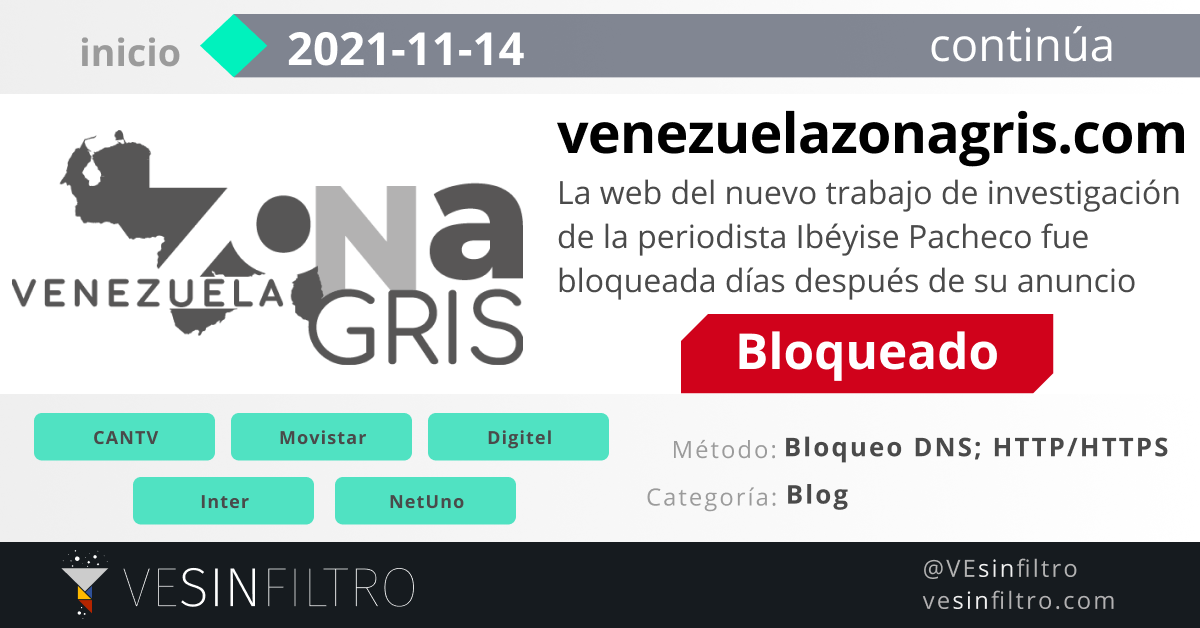 inicio 2021-11-14 continúa
ZONA
VENEZUELA
GRIS
venezuelazonagris.com
La web del nuevo trabajo de investigación
de la periodista Ibéyise Pacheco fue
bloqueada días después de su anuncio
Bloqueado
CANTV Movistar Digitel
Inter NetUno
Método: Bloqueo DNS; HTTP/HTTPS
Categoría: Blog
VESINFILTRO
@VEsinfiltro
vesinfiltro.com